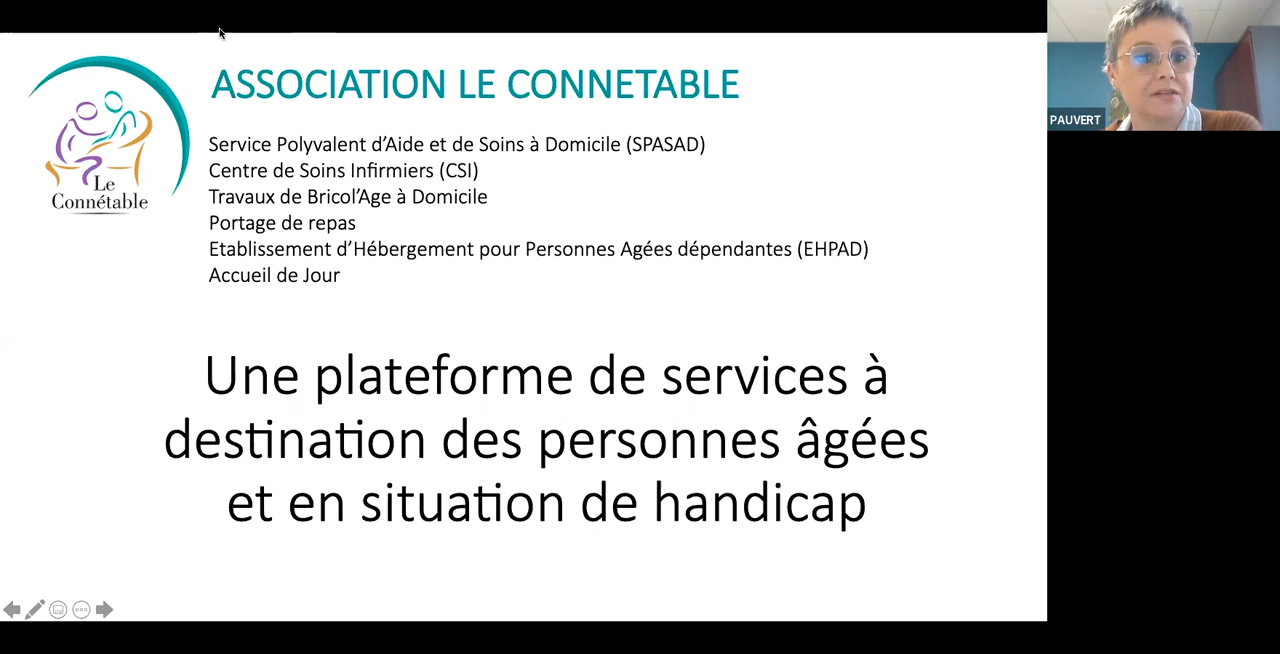 ASSOCIATION LE CONNETABLE
Service Polyvalent d’Aide et de Soins à Domicile (SPASAD)
Centre de Soins Infirmiers (CSI)
Travaux de Bricol’Age à Domicile
Portage de repas
Etablissement d’Hébergement pour Personnes Agées dépendantes (EHPAD)
Accueil de Jour
Le
Connétable
Une plateforme de services à
destination des personnes âgées
et en situation de handicap
PAUVERT